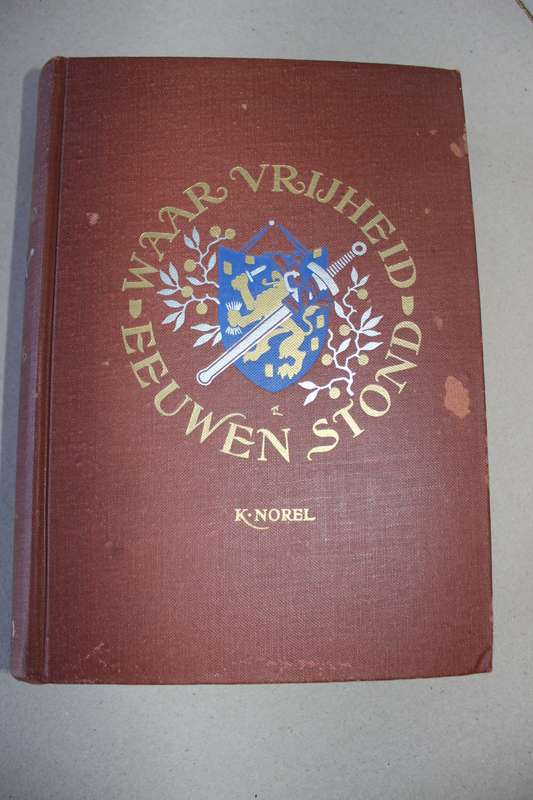 WAAR VRIJHEID
EEUWEN STOND
K·NOREL